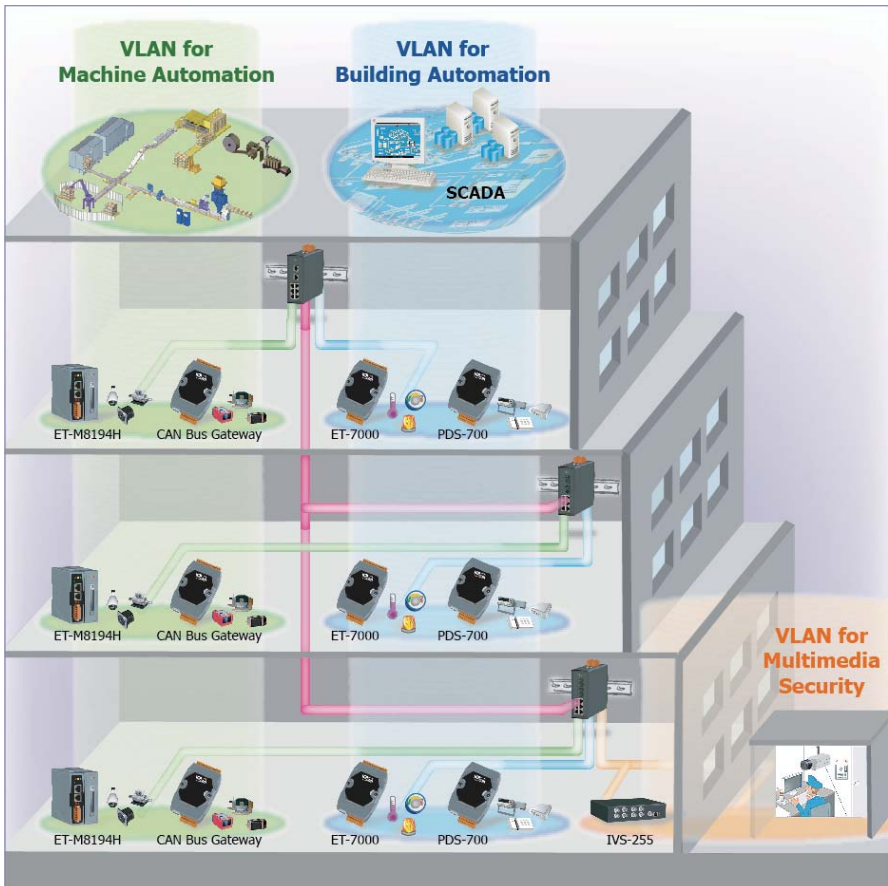 VLAN for
Machine Automation
VLAN for
Building Automation
SCADA
ET-M8194H
CAN Bus Gateway
ET-7000
PDS-700
ET-M8194H
CAN Bus Gateway
ET-7000
PDS-700
VLAN for
Multimedia
Security
ET-M8194H
CAN Bus Gateway
ET-7000
PDS-700
IVS-255